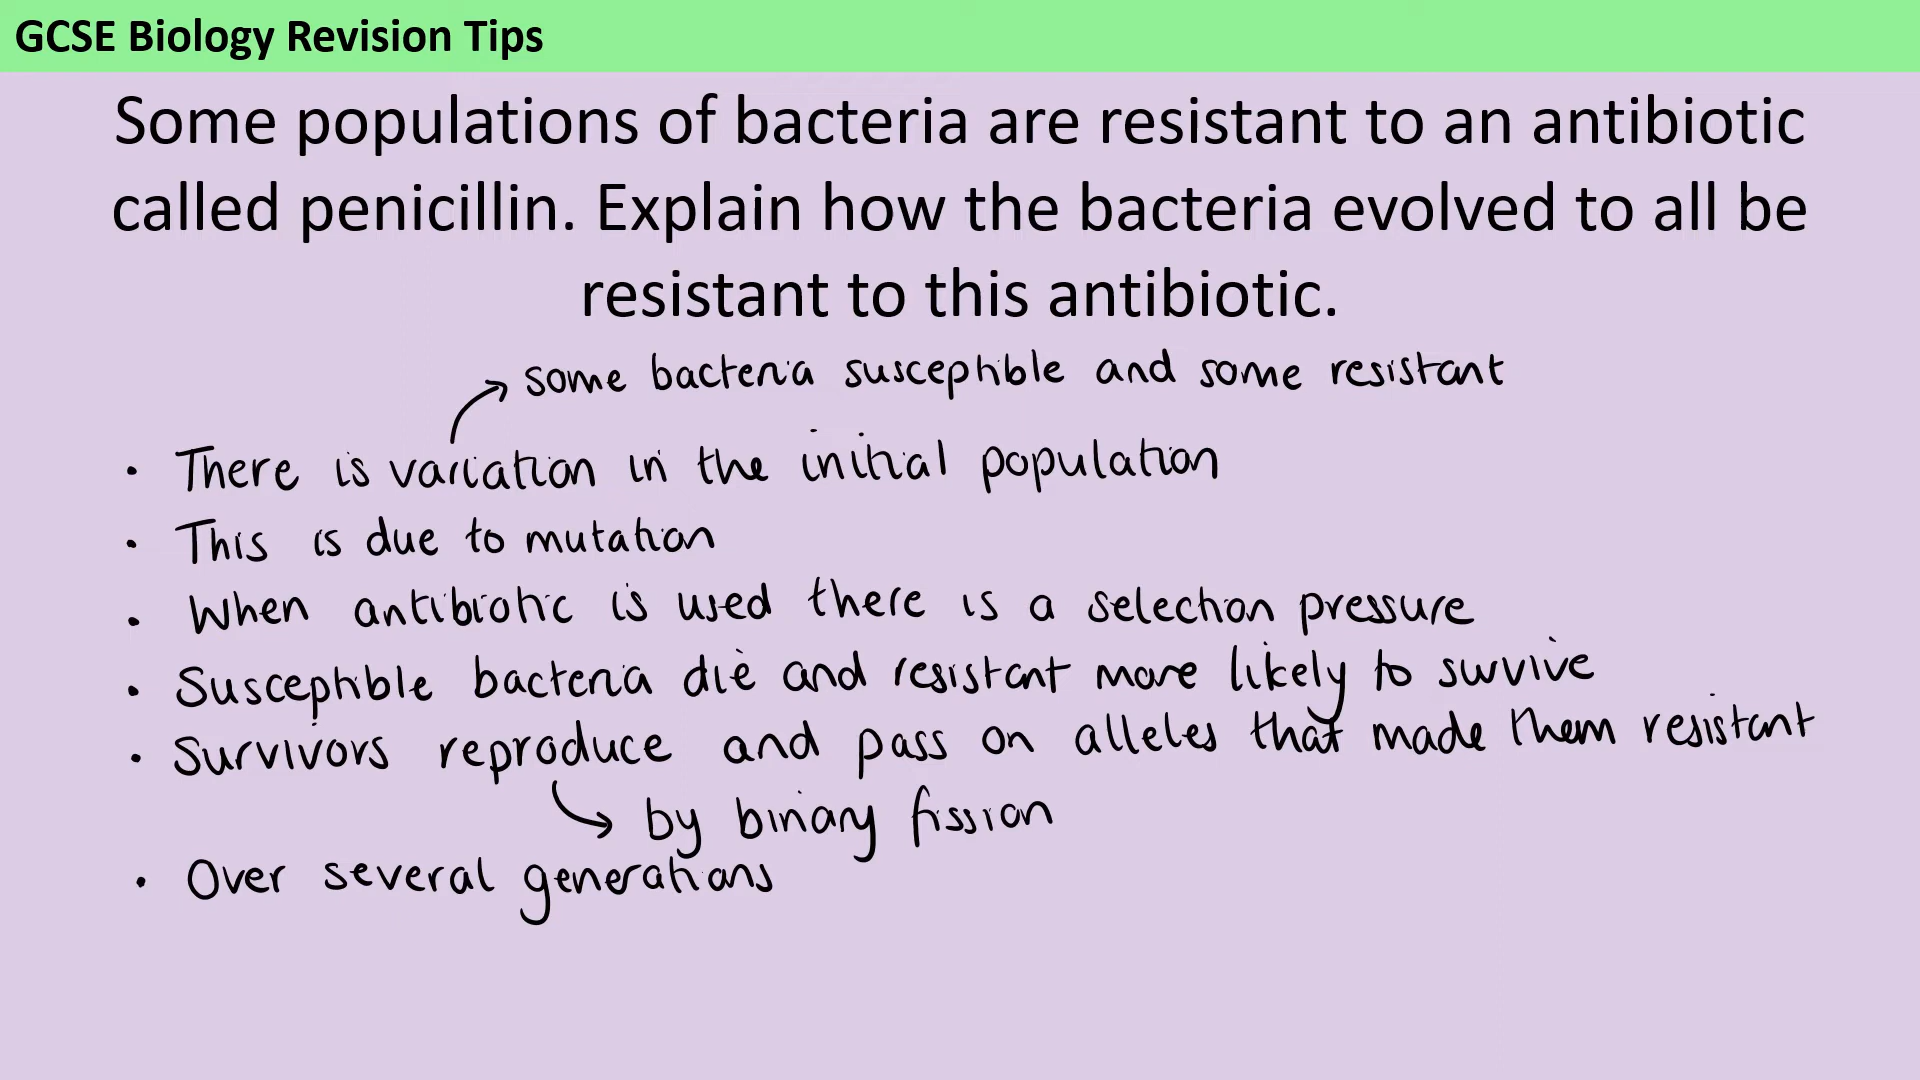 GCSE Biology Revision Tips
Some populations of bacteria are resistant to an antibiotic
called penicillin. Explain how the bacteria evolved to all be
resistant to this antibiotic.
some bacteria susceptible and some resistant
• There is variation in the initial population
• This is due to mutation
• When antibiotic is used there is a selection pressure
• Susceptible bacteria die and resistant more likely to survive
• Survivors reproduce and pass on alleles that made them resistant
by binary fission
• Over several generations